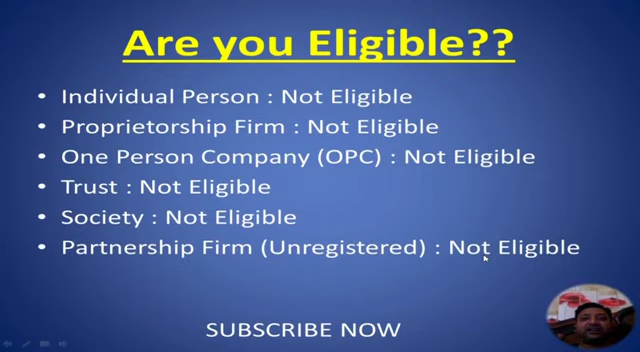 Are you Eligible??
• Individual Person : Not Eligible
• Proprietorship Firm : Not Eligible
• One Person Company (OPC) : Not Eligible
• Trust : Not Eligible
• Society : Not Eligible
• Partnership Firm (Unregistered) : Not Eligible
SUBSCRIBE NOW